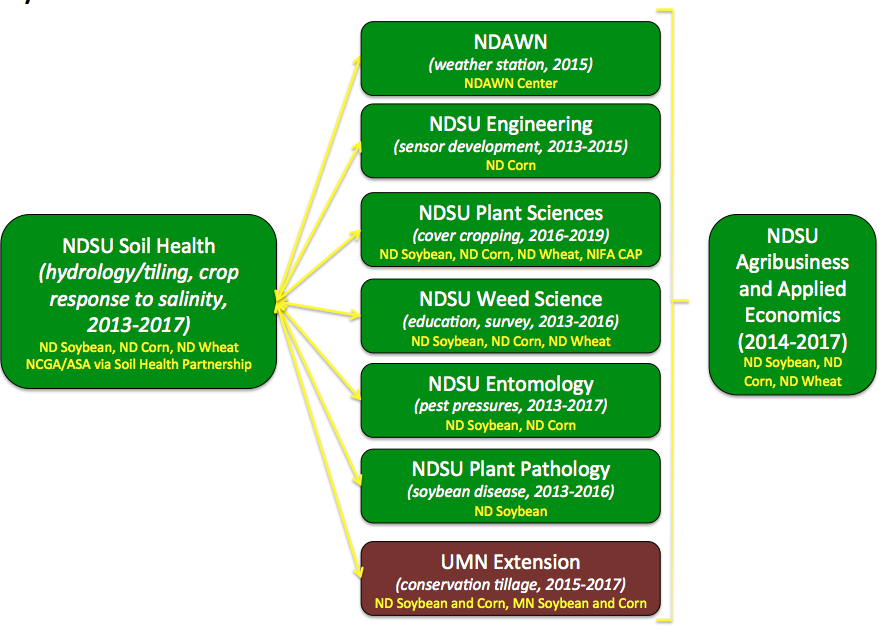 NDSU Soil Health
(hydrology/tiling, crop
response to salinity,
2013-2017)
ND Soybean, ND Corn, ND Wheat
NCGA/ASA via Soil Health Partnership
NDAWN
(weather station, 2015)
NDAWN Center
NDSU Engineering
(sensor development, 2013-2015)
ND Corn
NDSU Plant Sciences
(cover cropping, 2016-2019)
ND Soybean, ND Corn, ND Wheat, NIFA CAP
NDSU Weed Science
(education, survey, 2013-2016)
ND Soybean, ND Corn, ND Wheat
NDSU Entomology
(pest pressures, 2013-2017)
ND Soybean, ND Corn
NDSU Plant Pathology
(soybean disease, 2013-2016)
ND Soybean
UMN Extension
(conservation tillage, 2015-2017)
ND Soybean and Corn, MN Soybean and Corn
NDSU
Agribusiness
and Applied
Economics
(2014-2017)
ND Soybean, ND
Corn, ND Wheat